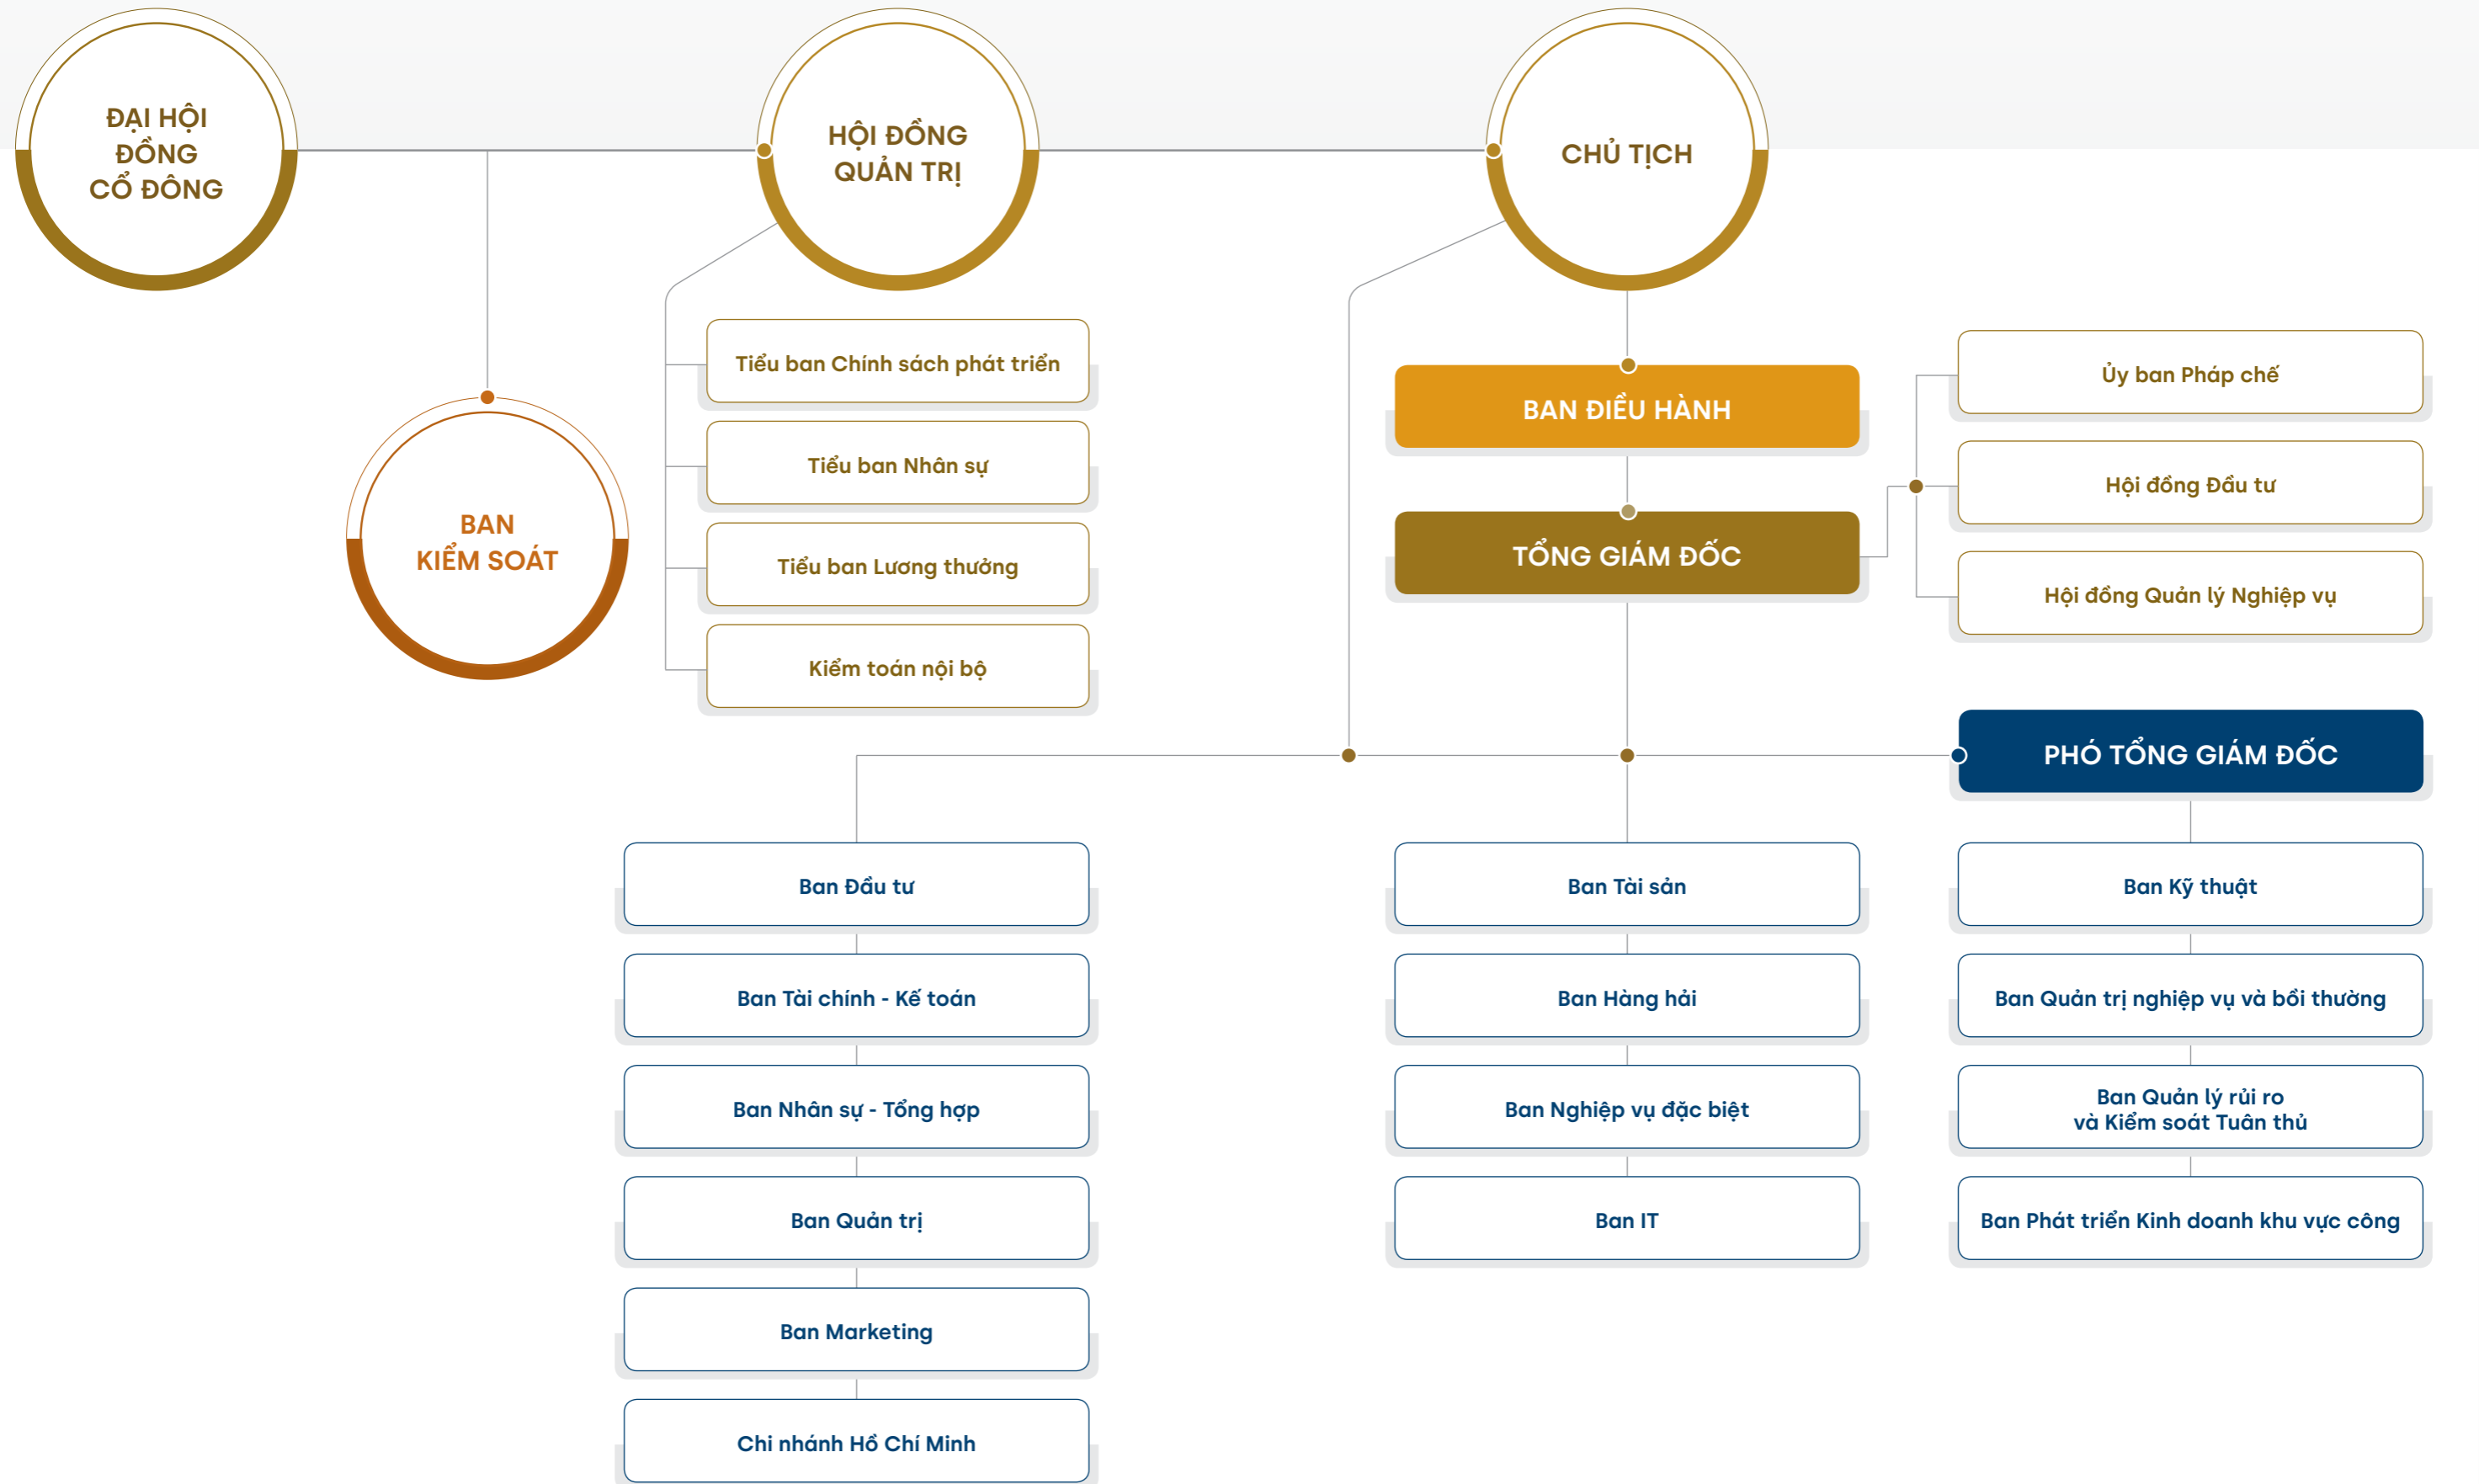 ĐẠI HỘI
ĐỒNG
CỔ ĐÔNG
HỘI ĐỒNG
QUẢN TRỊ
CHỦ TỊCH
BAN
KIỂM SOÁT
Tiểu ban Chính sách phát triển
Tiểu ban Nhân sự
Tiểu ban Lương thưởng
Kiểm toán nội bộ
BAN ĐIỀU HÀNH
TỔNG GIÁM ĐỐC
Ủy ban Pháp chế
Hội đồng Đầu tư
Hội đồng Quản lý Nghiệp vụ
PHÓ TỔNG GIÁM ĐỐC
Ban Đầu tư
Ban Tài chính - Kế toán
Ban Nhân sự - Tổng hợp
Ban Quản trị
Ban Marketing
Chi nhánh Hồ Chí Minh
Ban Tài sản
Ban Hàng hải
Ban Nghiệp vụ đặc biệt
Ban IT
Ban Kỹ thuật
Ban Quản trị nghiệp vụ và bồi thường
Ban Quản lý rủi ro
và Kiểm soát Tuân thủ
Ban Phát triển Kinh doanh khu vực công